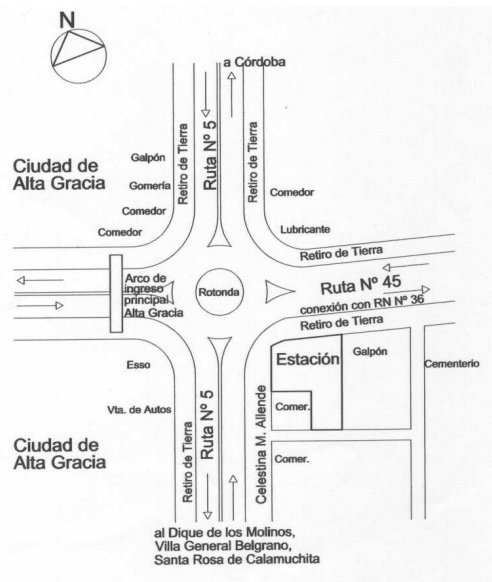 N
a Córdoba
Ruta Nº 5
Retiro de Tierra
Retiro de Tierra
Galpón
Ciudad de
Alta Gracia
Gomería
Comedor
Comedor
Comedor
Lubricante
Retiro de Tierra
Arco de
ingreso
principal
Alta Gracia
Rotonda
Ruta Nº 45
conexión con RN Nº 36
Retiro de Tierra
Estación
Galpón
Cementerio
Esso
Vta. de Autos
Comer.
Ciudad de
Alta Gracia
Retiro de Tierra
Ruta Nº 5
Celestina M. Allende
Comer.
al Dique de los Molinos,
Villa General Belgrano,
Santa Rosa de Calamuchita